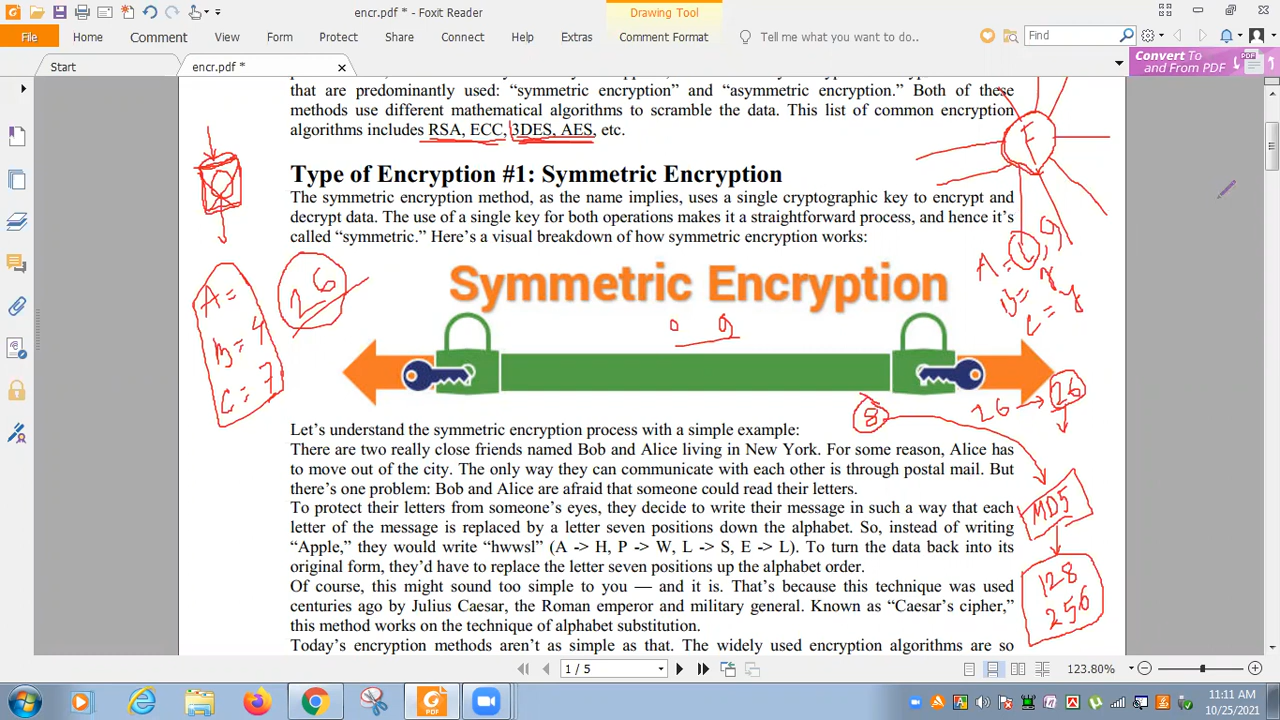 encr.pdf * - Foxit Reader
Drawing Tool
File Home Comment View Form Protect Connect Help Extras Comment Format Tell me what you want to do.. Find
Start encr.pdf * Convert To and From PDF
that are predominantly used: “symmetric encryption” and “asymmetric encryption.” Both of these
methods use different mathematical algorithms to scramble the data. This list of common encryption
algorithms includes RSA, ECC, 3DES, AES, etc.
Type of Encryption #1: Symmetric Encryption
The symmetric encryption method, as the name implies, uses a single cryptographic key to encrypt and
decrypt data. The use of a single key for both operations makes it a straightforward process, and hence it’s
called “symmetric.” Here’s a visual breakdown of how symmetric encryption works:
Symmetric Encryption
A =
B = 4
C = 7
26
E
A =
B = x
C = y
8
26 → 26
MD5
128
256
Let’s understand the symmetric encryption process with a simple example:
There are two really close friends named Bob and Alice living in New York. For some reason, Alice has
to move out of the city. The only way they can communicate with each other is through postal mail. But
there’s one problem: Bob and Alice are afraid that someone could read their letters.
To protect their letters from someone’s eyes, they decide to write their message in such a way that each
letter of the message is replaced by a letter seven positions down the alphabet. So, instead of writing
“Apple,” they would write “hwwsl” (A -> H, P -> W, L -> S, E -> L). To turn the data back into its
original form, they’d have to replace the letter seven positions up the alphabet order.
Of course, this might sound too simple to you — and it is. That’s because this technique was used
centuries ago by Julius Caesar, the Roman emperor and military general. Known as “Caesar’s cipher,”
this method works on the technique of alphabet substitution.
Today’s encryption methods aren’t as simple as that. The widely used encryption algorithms are so
1 / 5
123.80%
11:11 AM
10/25/2021